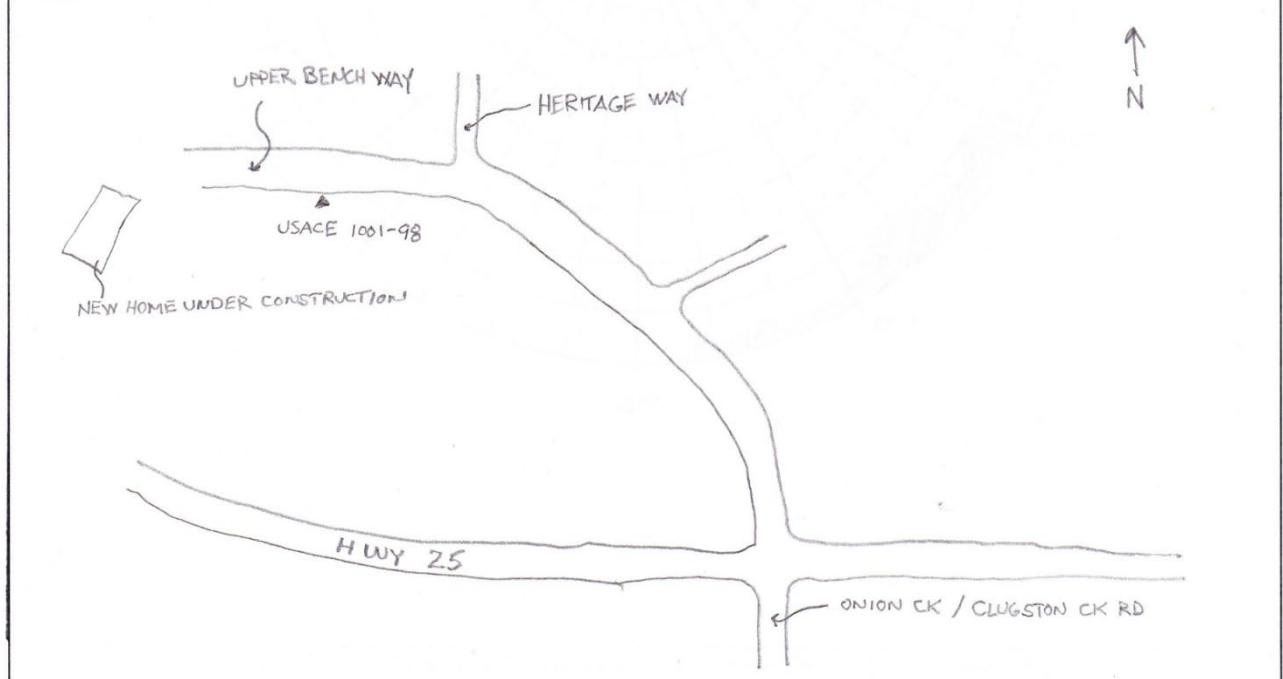 UPPER BENCH WAY
HERITAGE WAY
N
USACE 1001-98
NEW HOME UNDER CONSTRUCTION
HWY 25
ONION CK / CLUGSTON CK RD